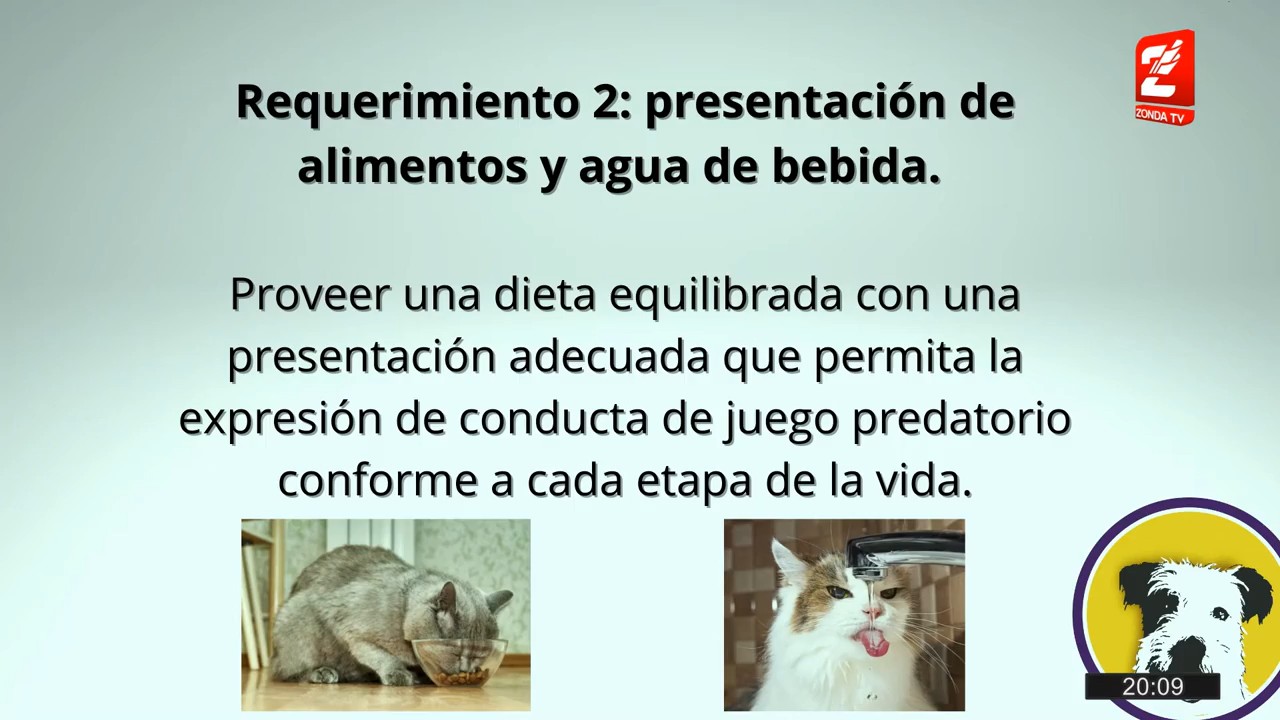 Requerimiento 2: presentación de
alimentos y agua de bebida.
Proveer una dieta equilibrada con una
presentación adecuada que permita la
expresión de conducta de juego predatorio
conforme a cada etapa de la vida.
ZONDA TV
20:09